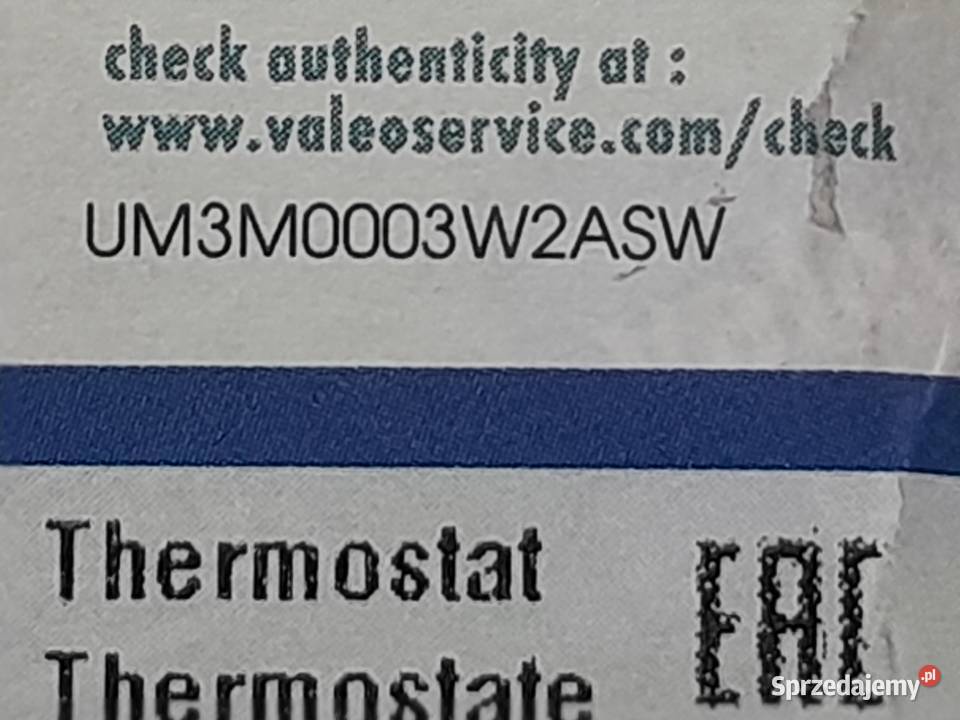 check authenticity at :
www.valeoservice.com/check
UM3M0003W2ASW
Thermostat
EAC
Thermostate
Sprzedajemy.pl